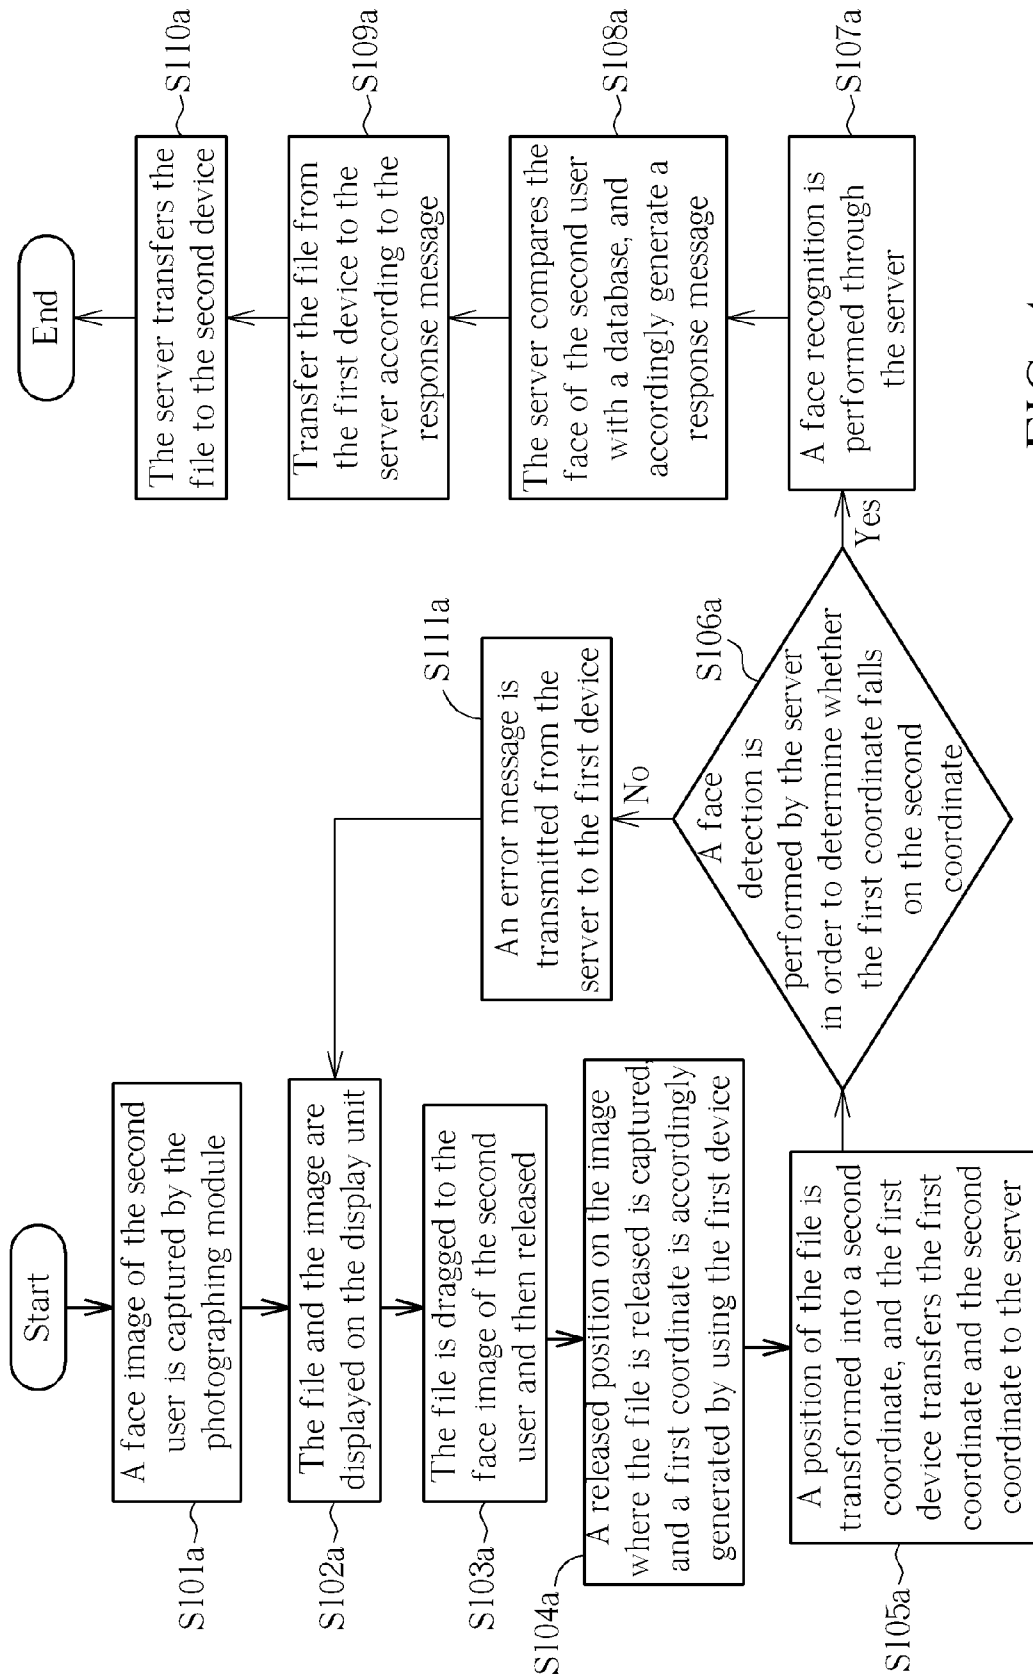 Start
S101a
A face image of the second
user is captured by the
photographing module
S102a
The file and the image are
displayed on the display unit
S103a
The file is dragged to the
face image of the second
user and then released
S104a
A released position on the image
where the file is released is captured,
and a first coordinate is accordingly
generated by using the first device
S105a
A position of the file is
transformed into a second
coordinate, and the first
device transfers the first
coordinate and the second
coordinate to the server
S106a
A face
detection is
performed by the server
in order to determine whether
the first coordinate falls
on the second
coordinate
No
S111a
An error message is
transmitted from the
server to the first device
Yes
S107a
A face recognition is
performed through
the server
S108a
The server compares the
face of the second user
with a database, and
accordingly generate a
response message
S109a
Transfer the file from
the first device to the
server according to the
response message
S110a
The server transfers the
file to the second device
End